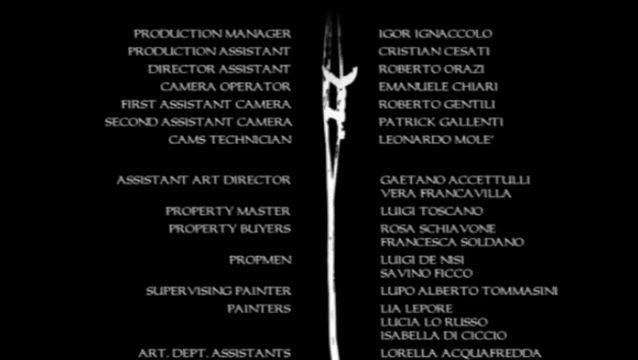 PRODUCTION MANAGER IGOR IGNACCOLO
PRODUCTION ASSISTANT CRISTIAN CESATI
DIRECTOR ASSISTANT ROBERTO ORAZI
CAMERA OPERATOR EMANUELE CHIARI
FIRST ASSISTANT CAMERA ROBERTO GENTILI
SECOND ASSISTANT CAMERA PATRICK GALLENTI
CAMS TECHNICIAN LEONARDO MOLE'
ASSISTANT ART DIRECTOR GAETANO ACCETTULLI
VERA FRANCAVILLA
PROPERTY MASTER LUIGI TOSCANO
PROPERTY BUYERS ROSA SCHIAVONE
FRANCESCA SOLDANO
PROPMEN LUIGI DE NISI
SAVINO FICCO
SUPERVISING PAINTER LUPO ALBERTO TOMMASINI
PAINTERS LIA LEPORE
LUCIA LO RUSSO
ISABELLA DI CICCIO
ART. DEPT. ASSISTANTS LORELLA ACQUAFREDDA